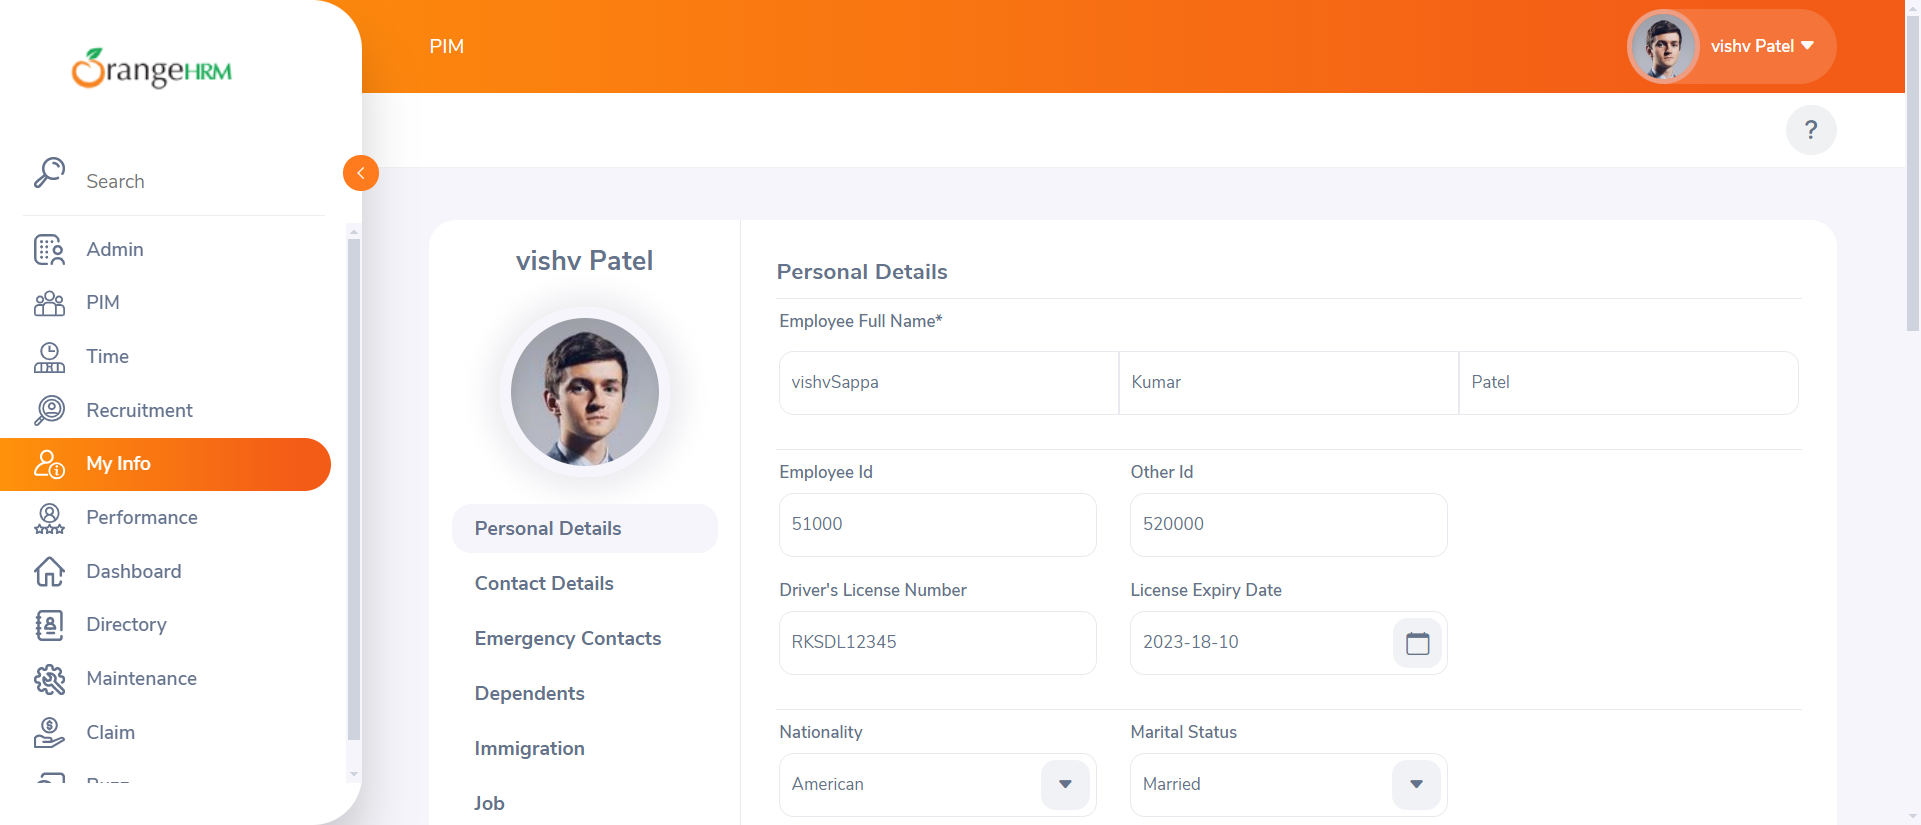 OrangeHRM
PIM
vishv Patel
?
Search
Admin
PIM
Time
Recruitment
My Info
Performance
Dashboard
Directory
Maintenance
Claim
vishv Patel
Personal Details
Contact Details
Emergency Contacts
Dependents
Immigration
Job
Personal Details
Employee Full Name*
vishvSappa Kumar Patel
Employee Id Other Id
51000 520000
Driver's License Number License Expiry Date
RKSDL12345 2023-18-10
Nationality Marital Status
American Married